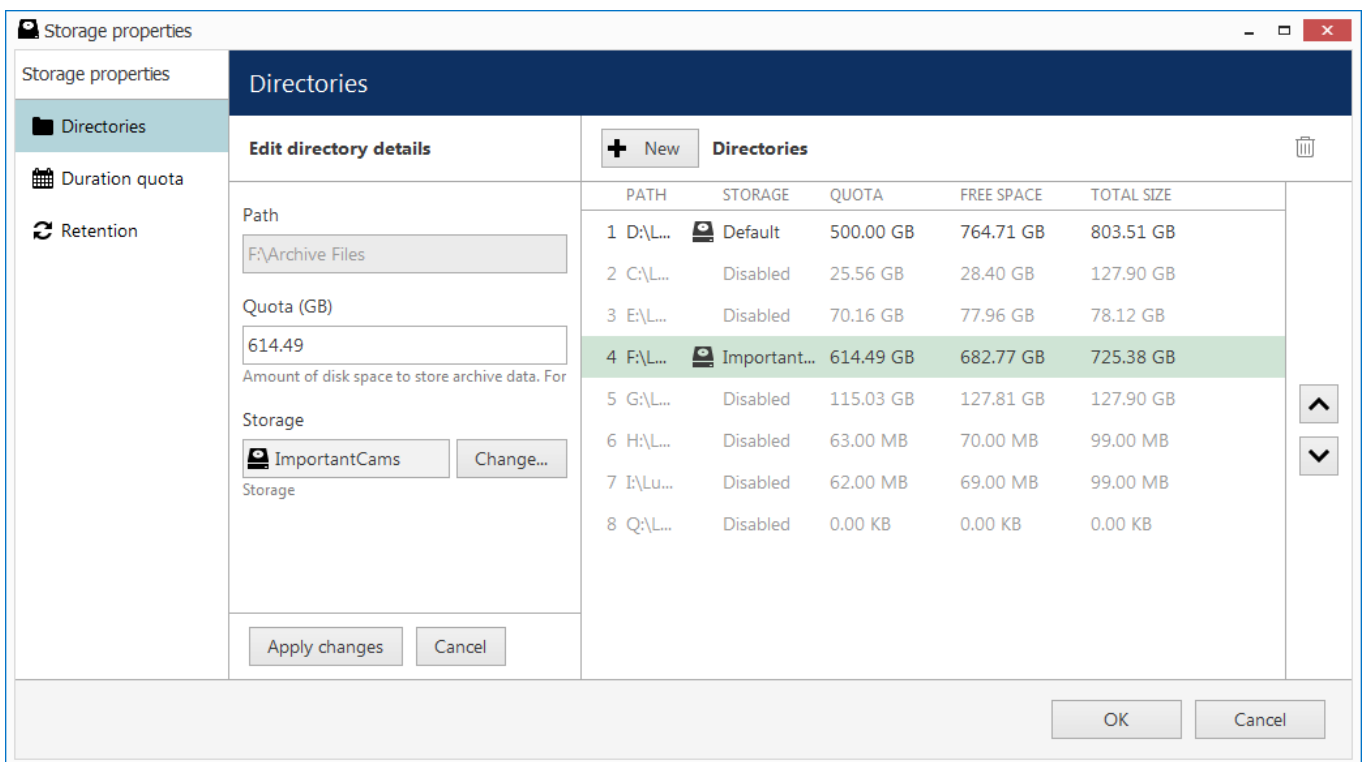 Storage properties
Storage properties
Directories
Duration quota
Retention
Directories
Edit directory details
Path
F:\Archive Files
Quota (GB)
614.49
Amount of disk space to store archive data. For
Storage
ImportantCams Change...
Storage
Apply changes Cancel
New Directories
PATH STORAGE QUOTA FREE SPACE TOTAL SIZE
1 D:\L... Default 500.00 GB 764.71 GB 803.51 GB
2 C:\L... Disabled 25.56 GB 28.40 GB 127.90 GB
3 E:\L... Disabled 70.16 GB 77.96 GB 78.12 GB
4 F:\L... Important... 614.49 GB 682.77 GB 725.38 GB
5 G:\L... Disabled 115.03 GB 127.81 GB 127.90 GB
6 H:\L... Disabled 63.00 MB 70.00 MB 99.00 MB
7 I:\Lu... Disabled 62.00 MB 69.00 MB 99.00 MB
8 Q:\L... Disabled 0.00 KB 0.00 KB 0.00 KB
OK Cancel